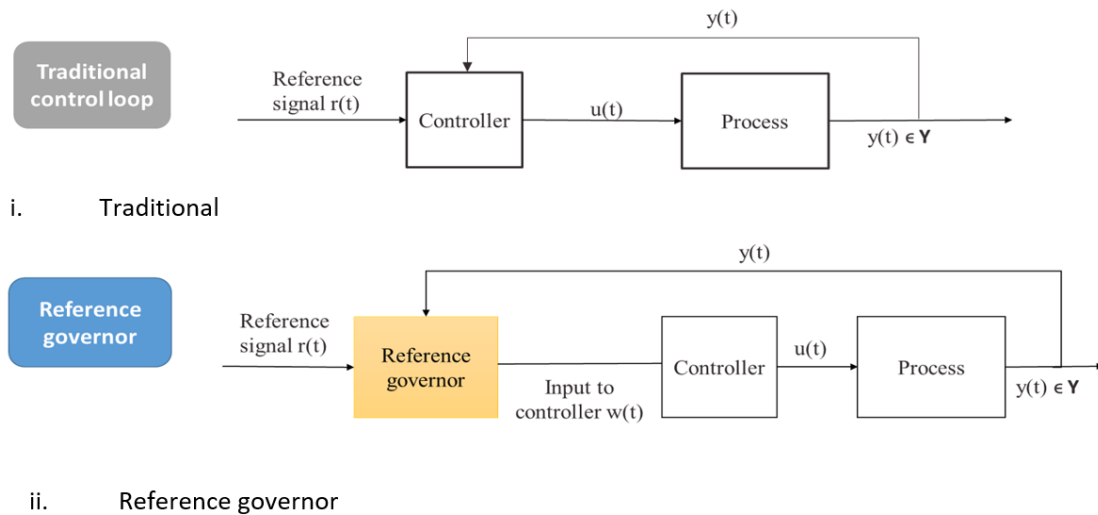 y(t)
Traditional
control loop
Reference
signal r(t)
Controller
u(t)
Process
y(t) ϵ Y
i. Traditional
y(t)
Reference
governor
Reference
signal r(t)
Reference
governor
Input to
controller w(t)
Controller
u(t)
Process
y(t) ϵ Y
ii. Reference governor